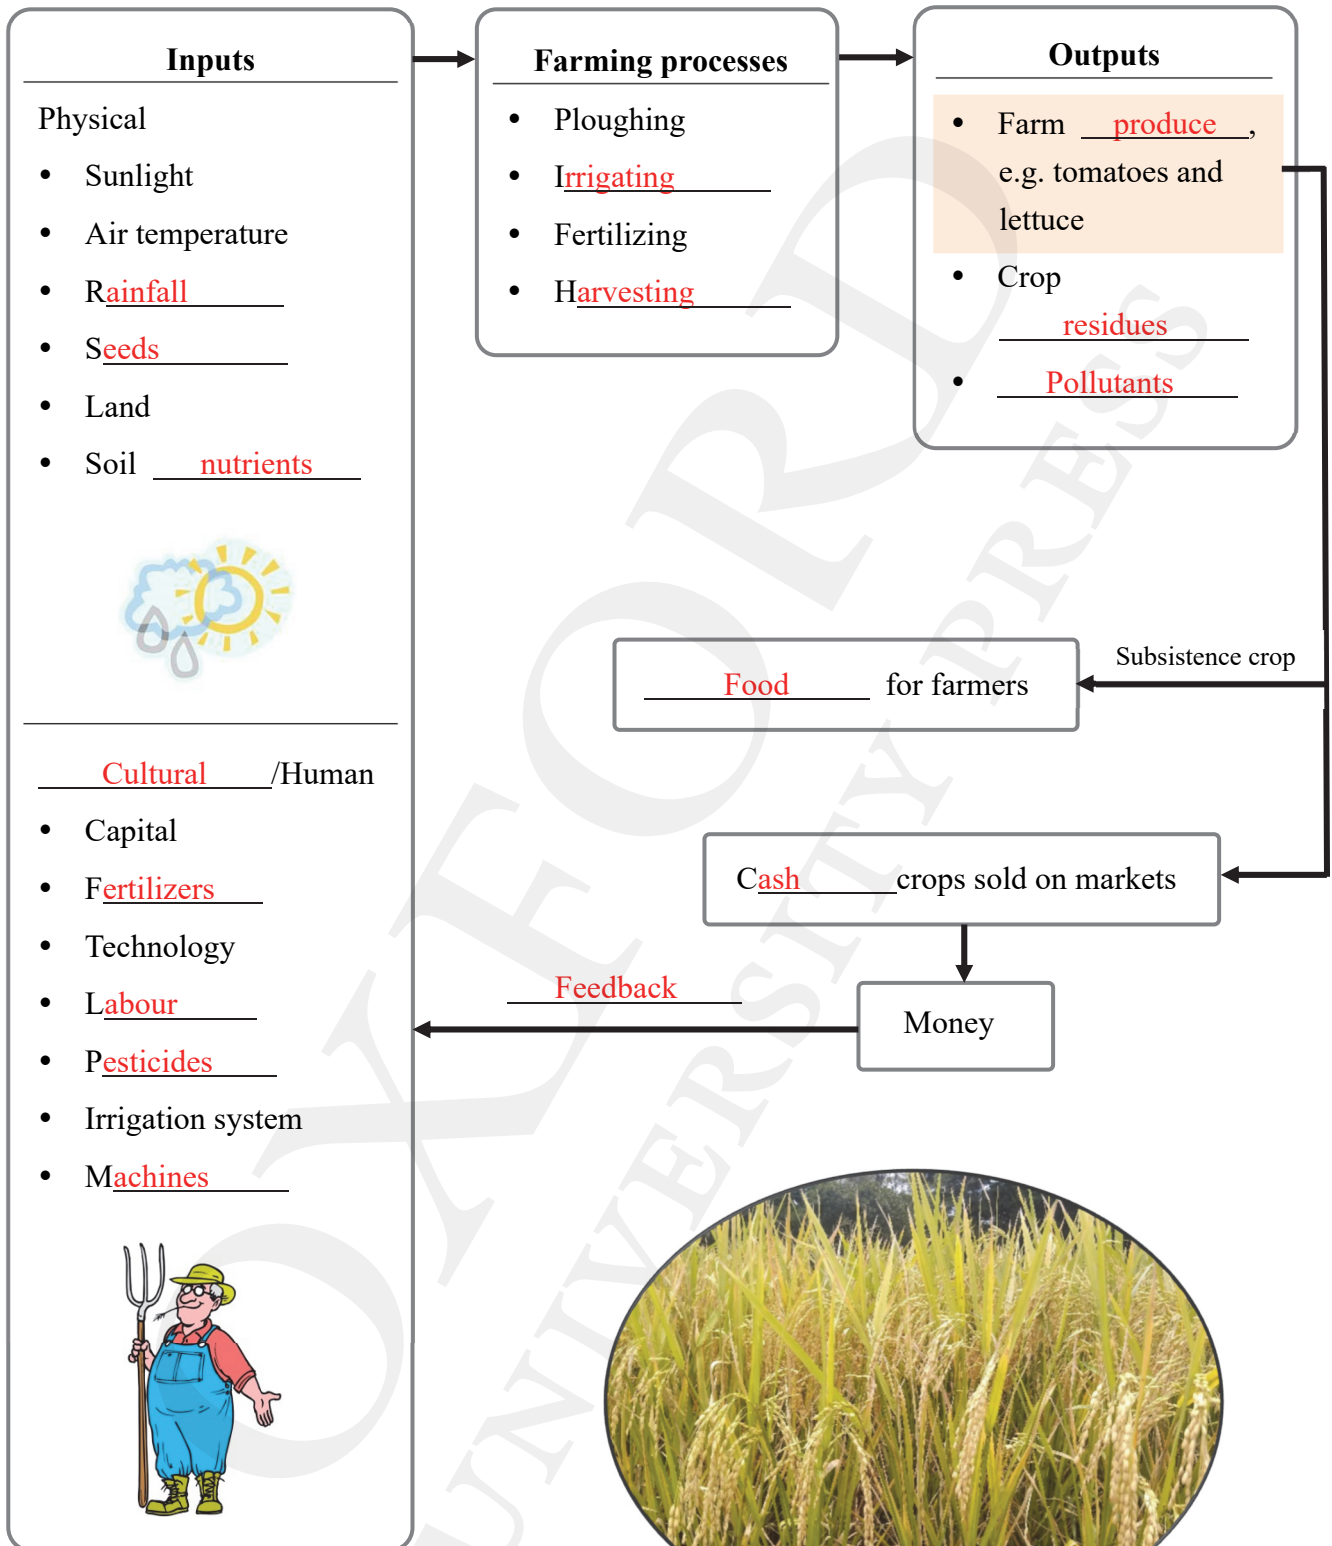 Inputs
Physical
• Sunlight
• Air temperature
• Rainfall
• Seeds
• Land
• Soil nutrients
Cultural/Human
• Capital
• Fertilizers
• Technology
• Labour
• Pesticides
• Irrigation system
• Machines
Farming processes
• Ploughing
• Irrigating
• Fertilizing
• Harvesting
Outputs
• Farm produce,
e.g. tomatoes and
lettuce
• Crop
residues
• Pollutants
Subsistence crop
Food for farmers
Cash crops sold on markets
Feedback
Money
OXFORD
UNIVERSITY PRESS